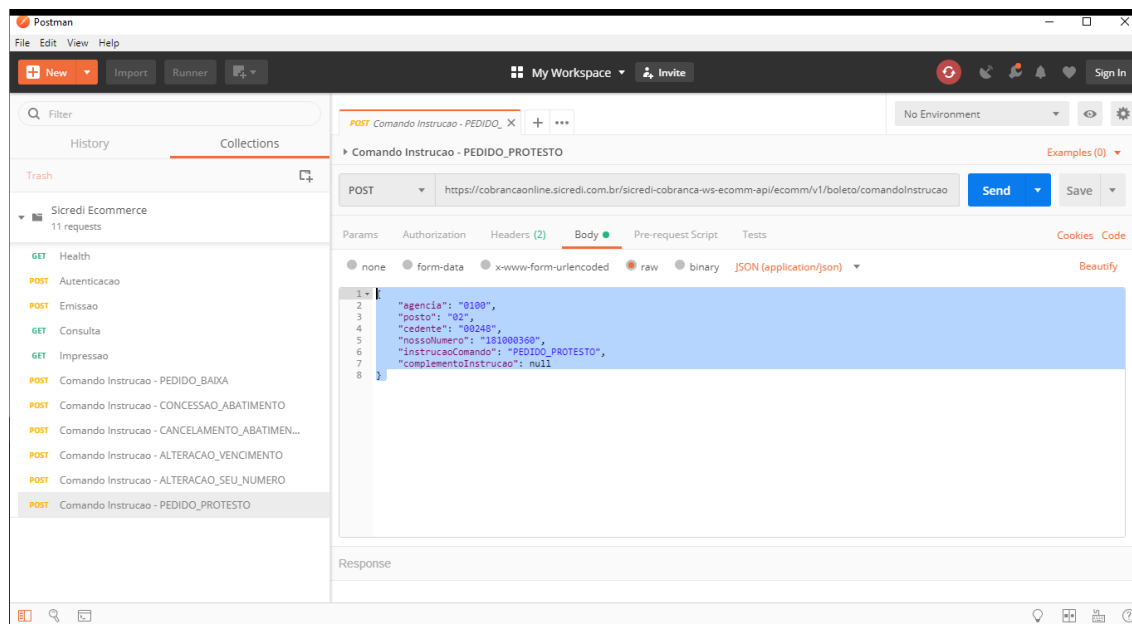 Postman
File Edit View Help
New Import Runner My Workspace Invite Sign In
Filter
History Collections
Trash
Sicredi Ecommerce
11 requests
GET Health
POST Autenticacao
POST Emissao
GET Consulta
GET Impressao
POST Comando Instrucao - PEDIDO_BAIXA
POST Comando Instrucao - CONCESSAO_ABATIMENTO
POST Comando Instrucao - CANCELAMENTO_ABATIMEN...
POST Comando Instrucao - ALTERACAO_VENCIMENTO
POST Comando Instrucao - ALTERACAO_SEU_NUMERO
POST Comando Instrucao - PEDIDO_PROTESTO
POST Comando Instrucao - PEDIDO_ No Environment
Comando Instrucao - PEDIDO_PROTESTO Examples (0)
POST https://cobrancaonline.sicredi.com.br/sicredi-cobranca-ws-ecomm-api/ecomm/v1/boleto/comandoInstrucao Send Save
Params Authorization Headers (2) Body Pre-request Script Tests Cookies Code
none form-data x-www-form-urlencoded raw binary JSON (application/json) Beautify
1 {
2 "agencia": "0100",
3 "posto": "02",
4 "cedente": "00248",
5 "nossoNumero": "181000360",
6 "instrucaoComando": "PEDIDO_PROTESTO",
7 "complementoInstrucao": null
8 }
Response